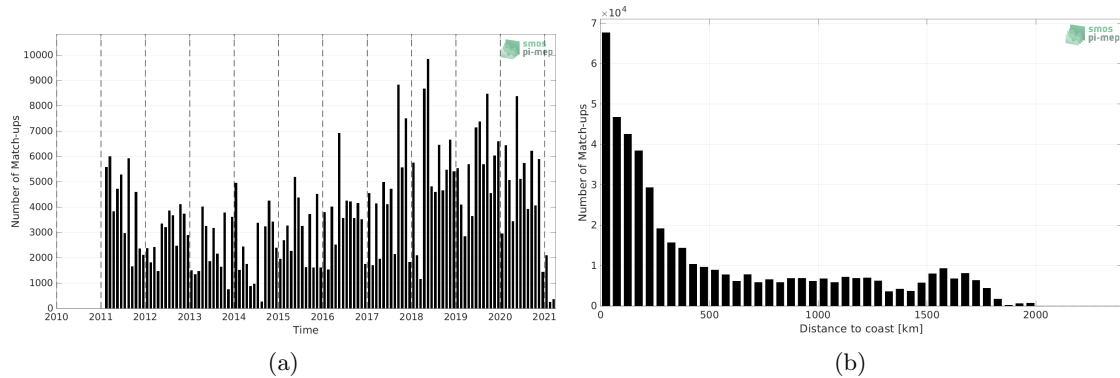 10000
9000
8000
7000
6000
5000
4000
3000
2000
1000
0
Number of Match-ups
2010 2011 2012 2013 2014 2015 2016 2017 2018 2019 2020 2021
Time
smos
pi-mep
(a)
×10⁴
7
6
5
4
3
2
1
0
Number of Match-ups
0 500 1000 1500 2000
Distance to coast [km]
smos
pi-mep
(b)